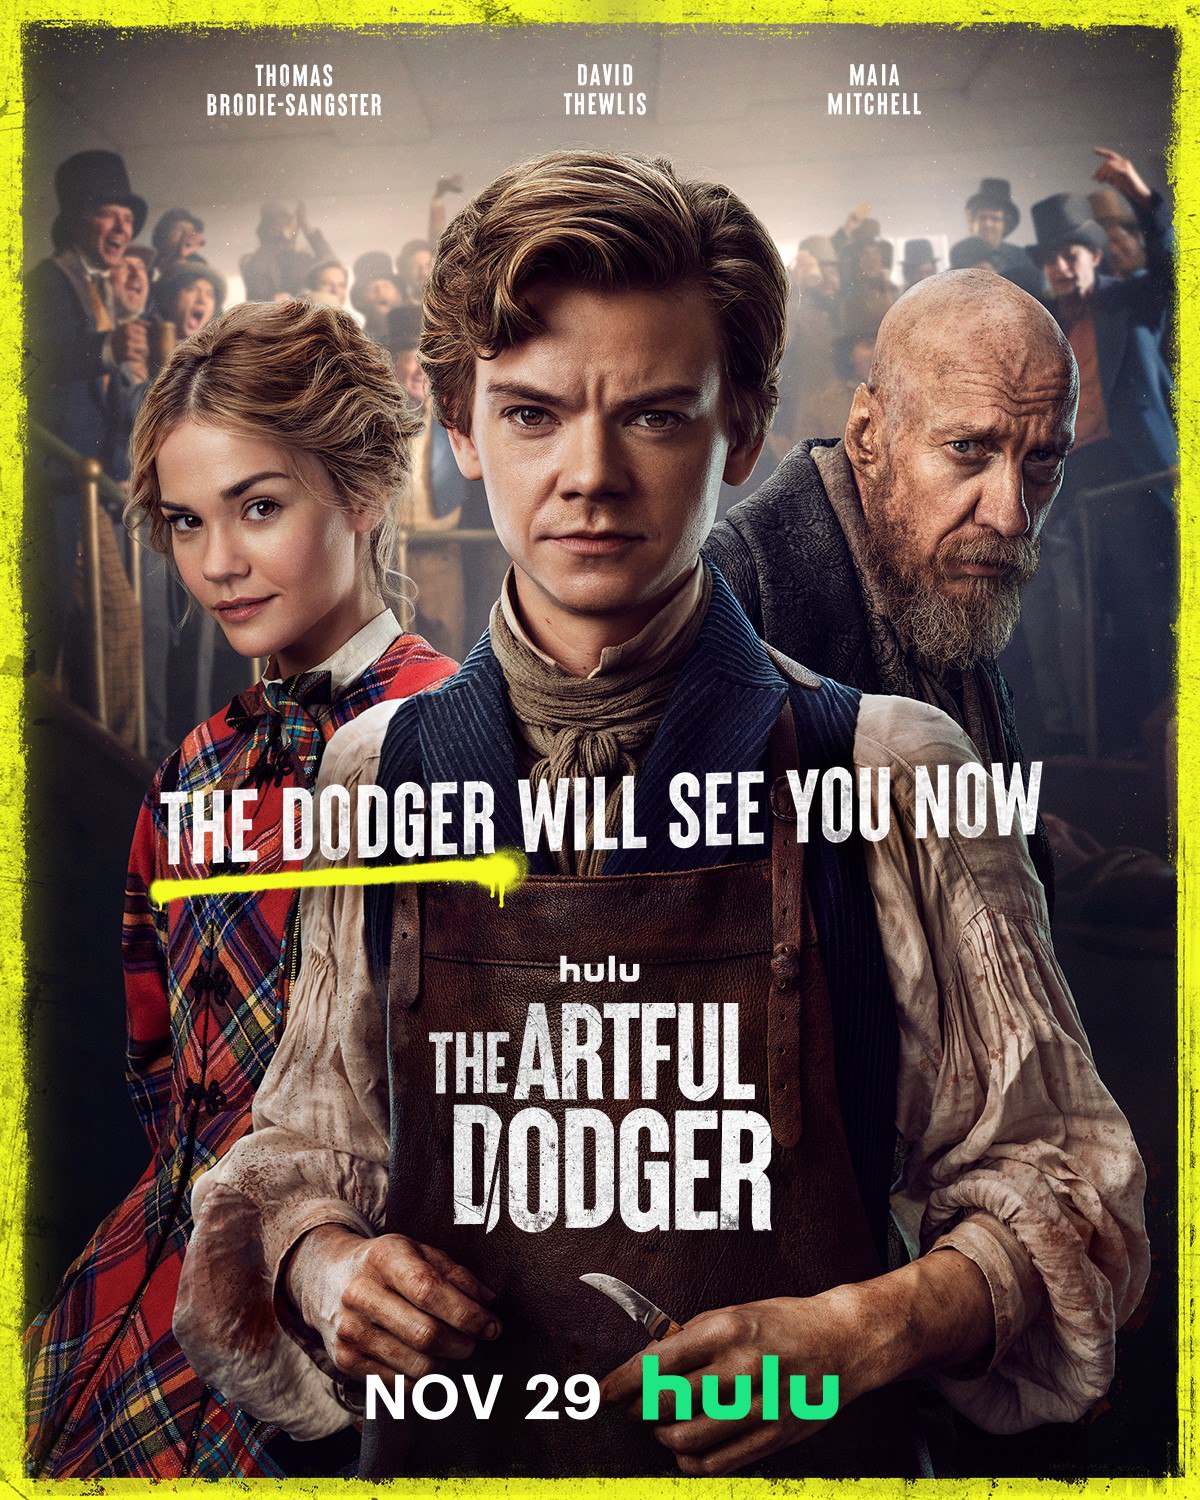 THOMAS
BRODIE-SANGSTER
DAVID
THEWLIS
MAIA
MITCHELL
THE DODGER WILL SEE YOU NOW
hulu
THE ARTFUL
DODGER
NOV 29 hulu